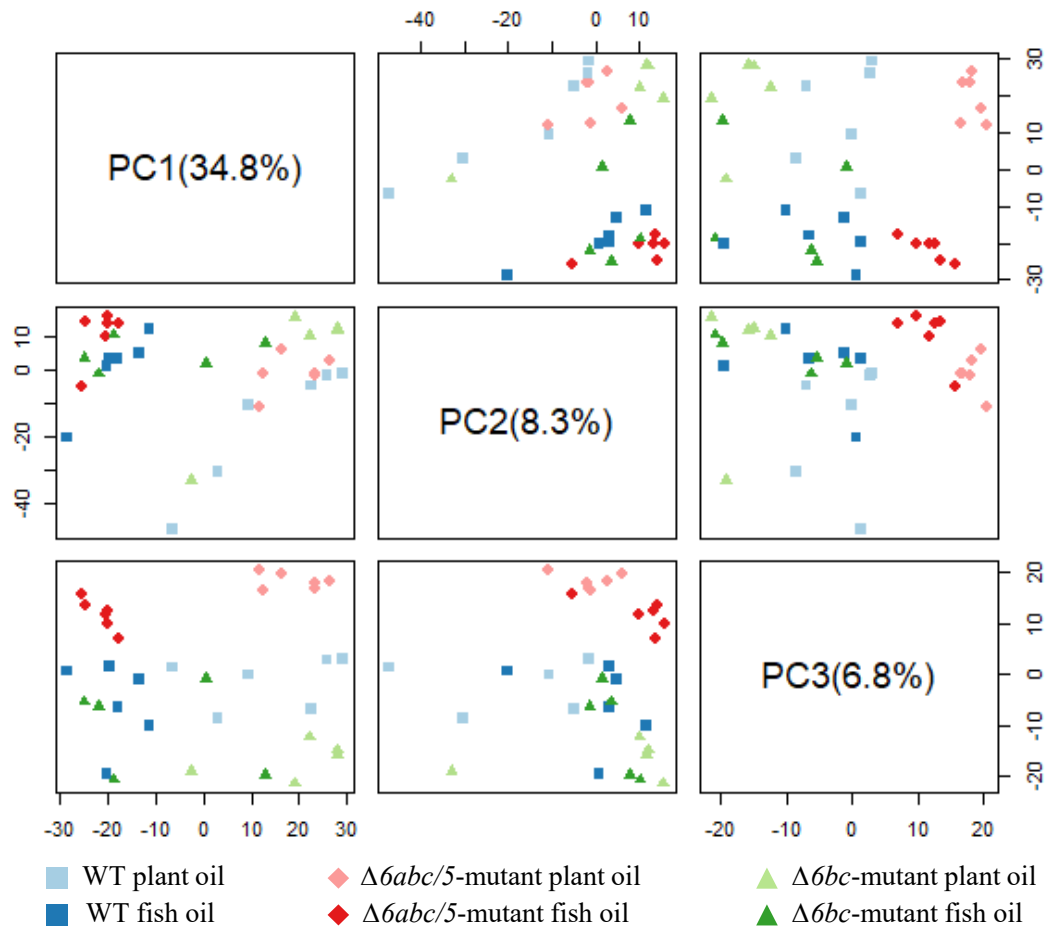 -40 -20 0 10
PC1(34.8%)
30
10
0
-10
-30
10
0
-20
-40
PC2(8.3%)
PC3(6.8%)
20
10
0
-10
-20
-30 -20 -10 0 10 20 30
-20 0 10 20
WT plant oil Δ6abc/5-mutant plant oil Δ6bc-mutant plant oil
WT fish oil Δ6abc/5-mutant fish oil Δ6bc-mutant fish oil